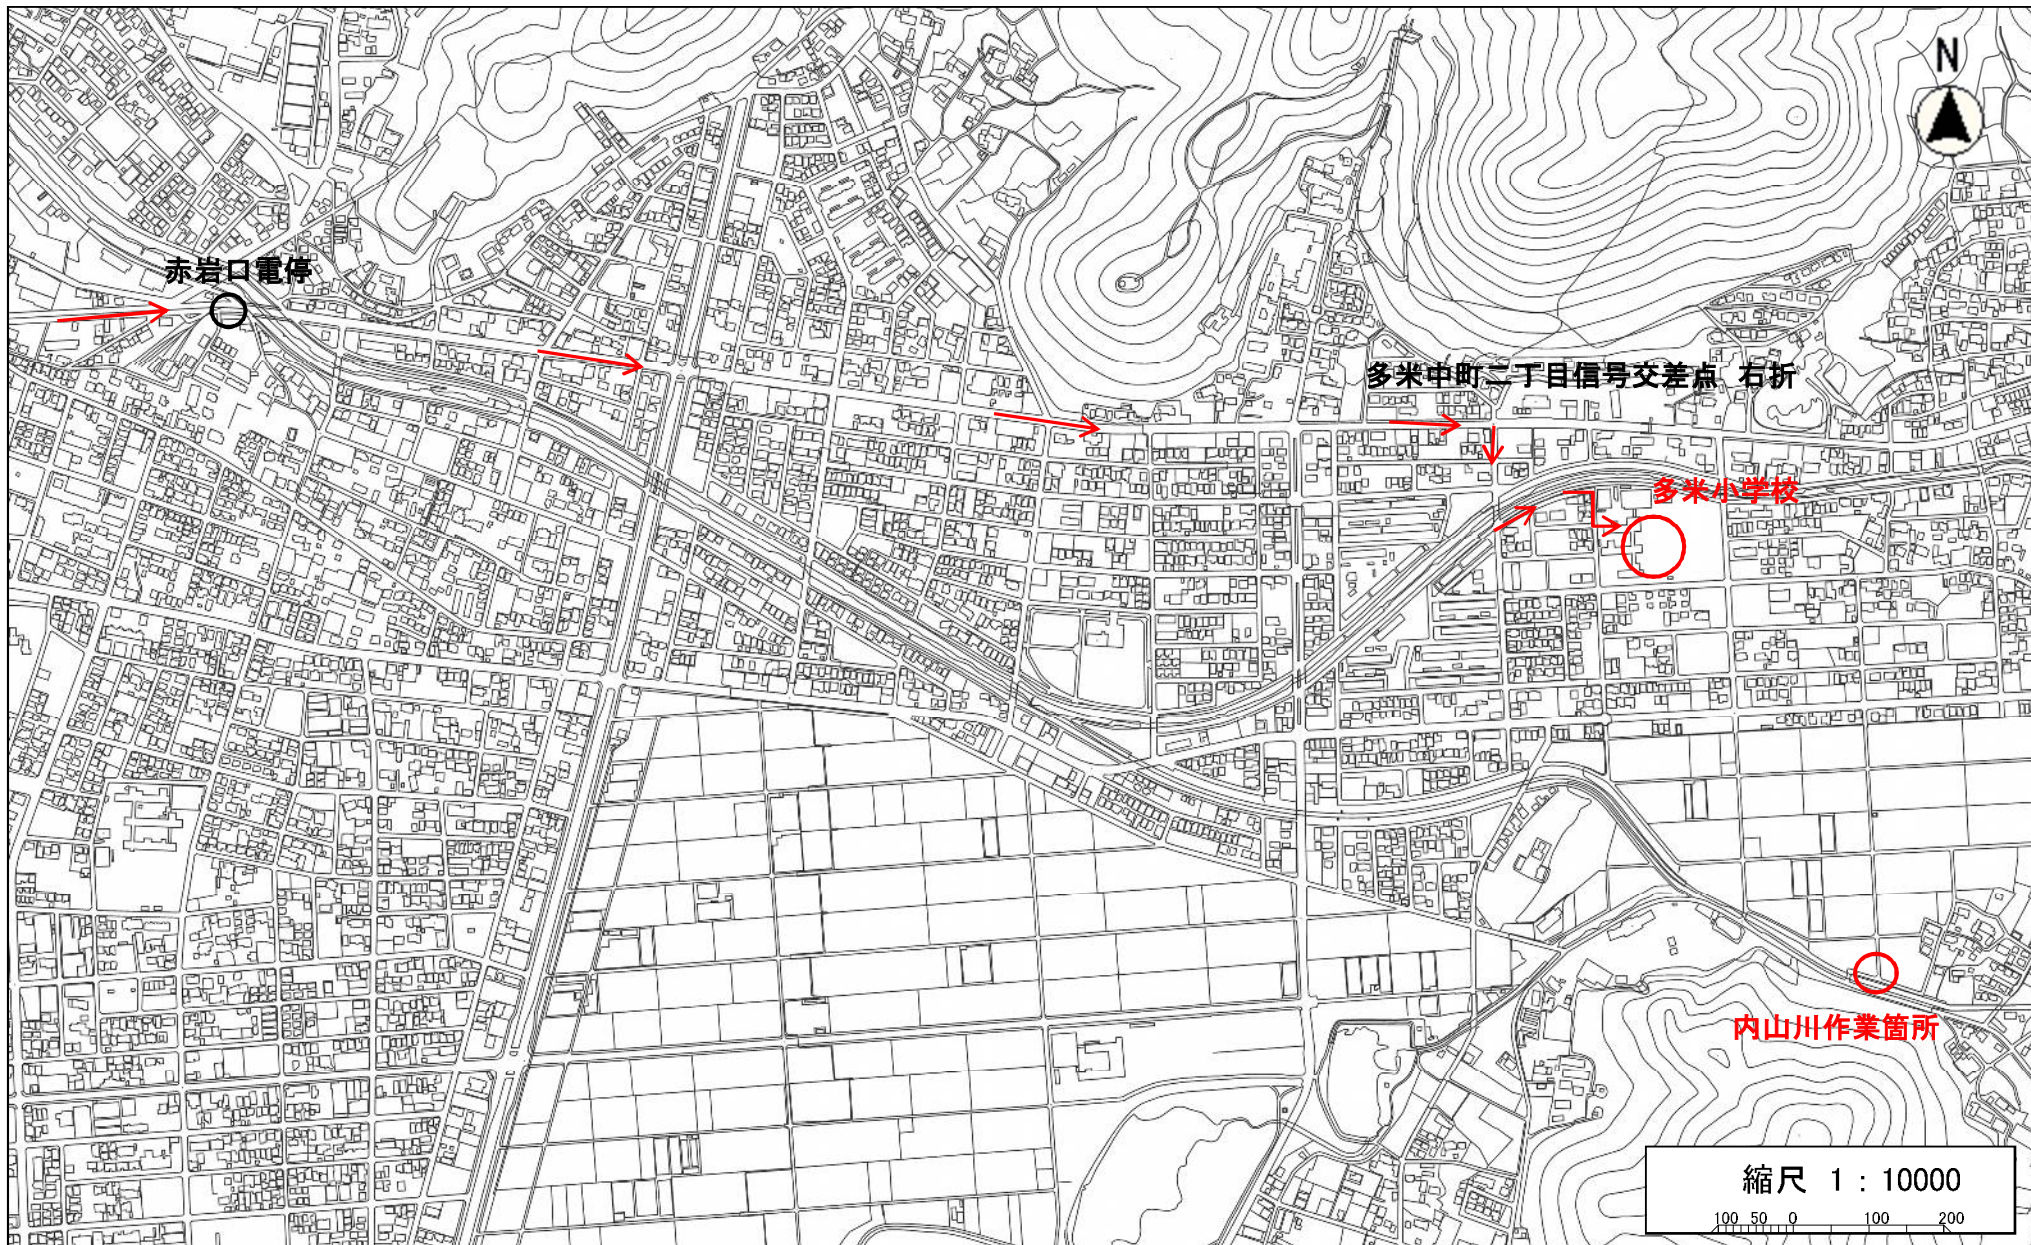 N
赤岩口電停
多米中町二丁目信号交差点 右折
多米小学校
内山川作業箇所
縮尺 1 : 10000
100 50 0 100 200